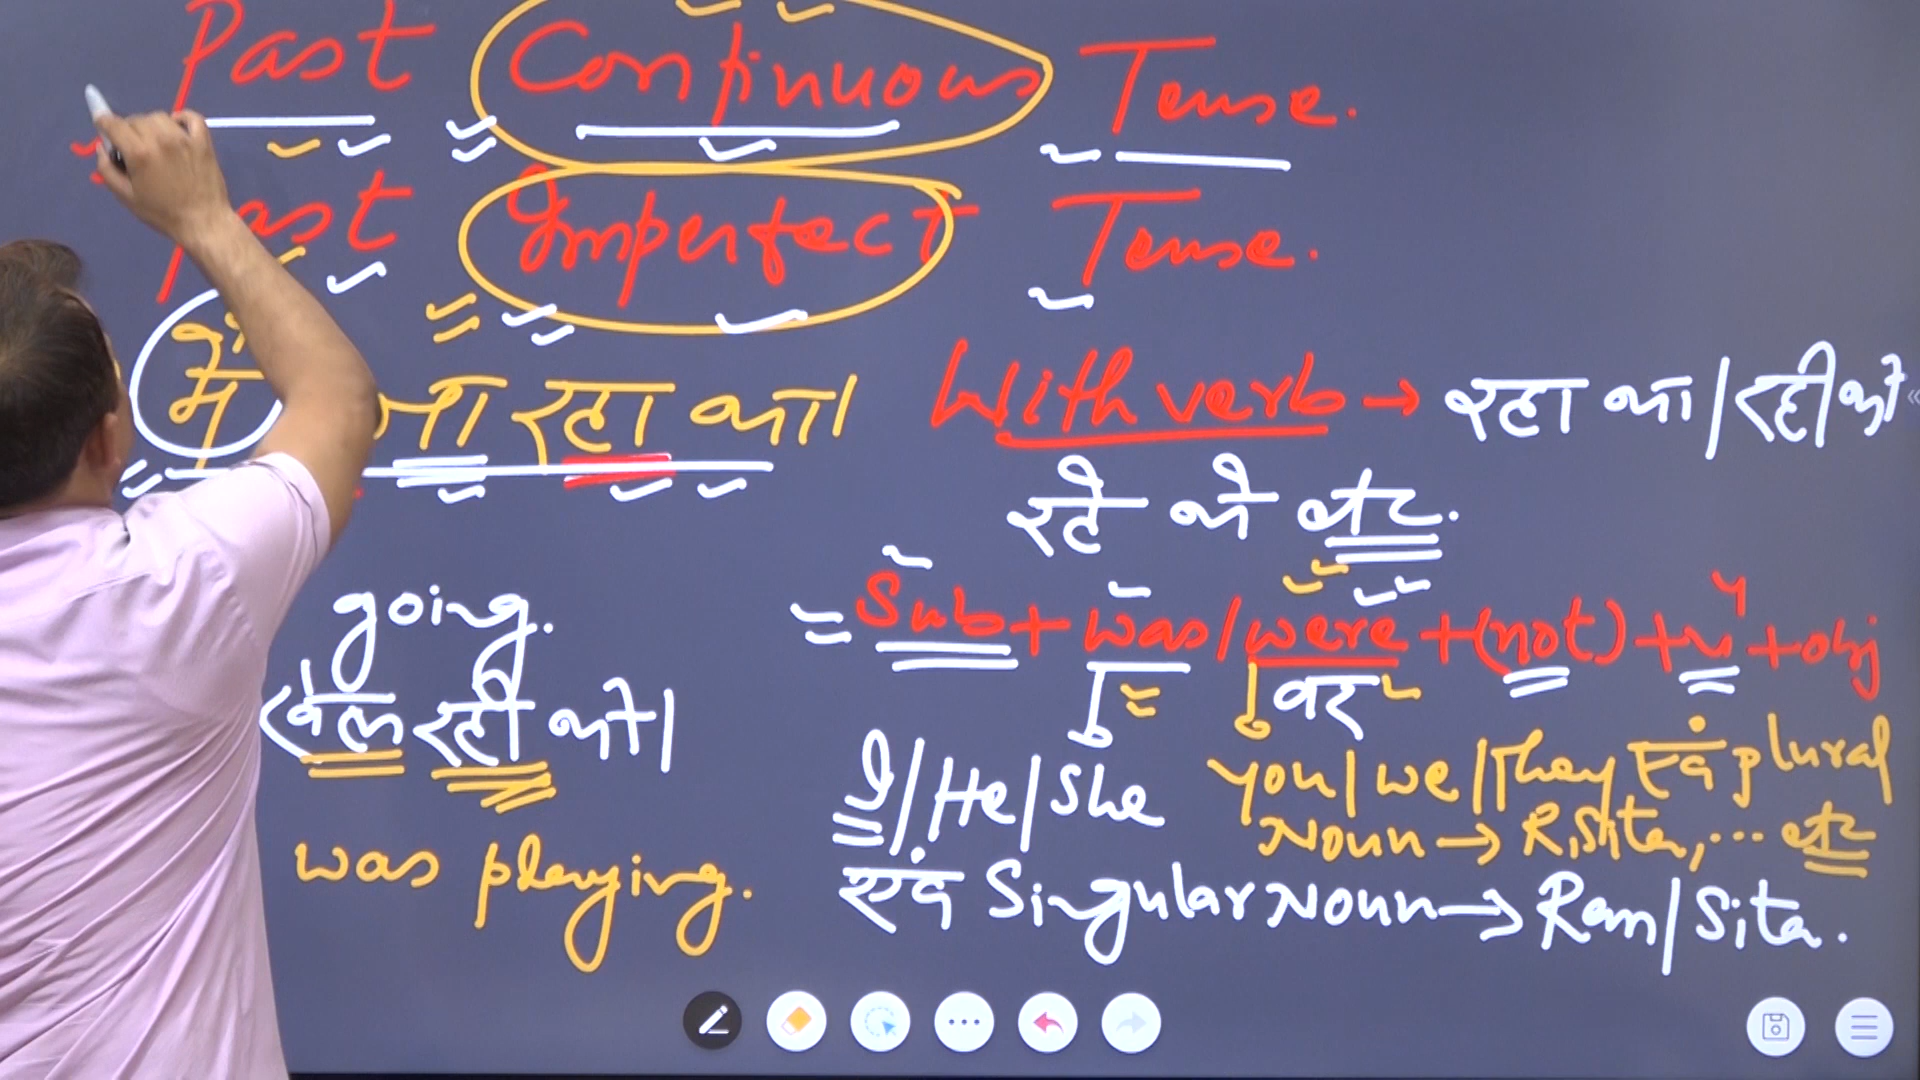 Past Continuous Tense.
Past Imperfect Tense.
मैं जा रहा था।
With verb → रहा था / रही थी
रहे थे etc.
going.
खेल रही थी।
was playing.
Sub + was / were + (not) + v⁴ + obj
पर
I / He / She
एवं Singular Noun → Ram / Sita.
you / we / They एवं plural
Noun → R,Sita, ... etc